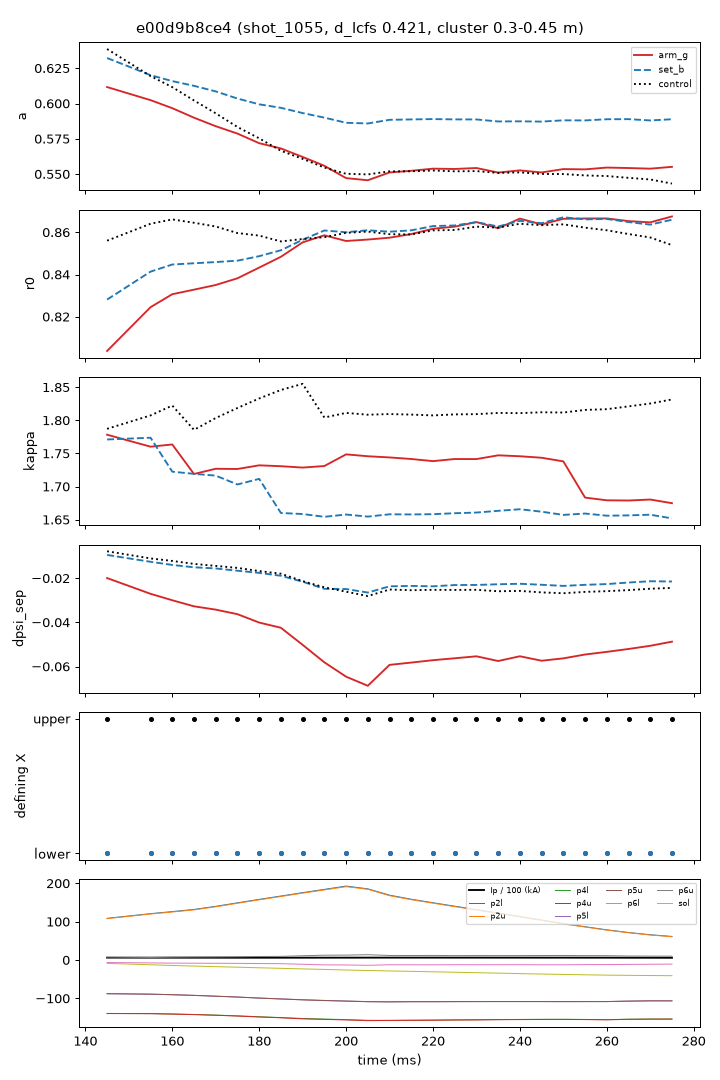 e00d9b8ce4 (shot_1055, d_lcfs 0.421, cluster 0.3-0.45 m)
arm_g
set_b
control
0.625
0.600
0.575
0.550
a
0.86
0.84
0.82
r0
1.85
1.80
1.75
1.70
1.65
kappa
−0.02
−0.04
−0.06
dpsi_sep
upper
lower
defining X
200
100
0
−100
Ip / 100 (kA)
p2l
p2u
p4l
p4u
p5l
p5u
p6l
p6u
sol
140 160 180 200 220 240 260 280
time (ms)